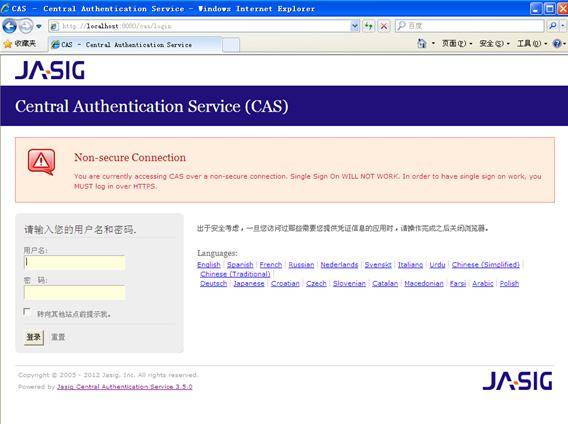 CAS - Central Authentication Service - Windows Internet Explorer
http://localhost:8080/cas/login
百度
收藏夹
CAS - Central Authentication Service
页面(P)
安全(S)
工具(O)
JASIG
Central Authentication Service (CAS)
Non-secure Connection
You are currently accessing CAS over a non-secure connection. Single Sign On WILL NOT WORK. In order to have single sign on work, you
MUST log in over HTTPS.
请输入您的用户名和密码.
用户名:
密 码:
转向其他站点前提示我。
登录 重置
出于安全考虑，一旦您访问过那些需要您提供凭证信息的应用时，请操作完成之后关闭浏览器。
Languages:
English Spanish French Russian Nederlands Svenskt Italiano Urdu Chinese (Simplified)
Chinese (Traditional)
Deutsch Japanese Croatian Czech Slovenian Catalan Macedonian Farsi Arabic Polish
Copyright © 2005 - 2012 Jasig, Inc. All rights reserved.
Powered by Jasig Central Authentication Service 3.5.0
JASIG